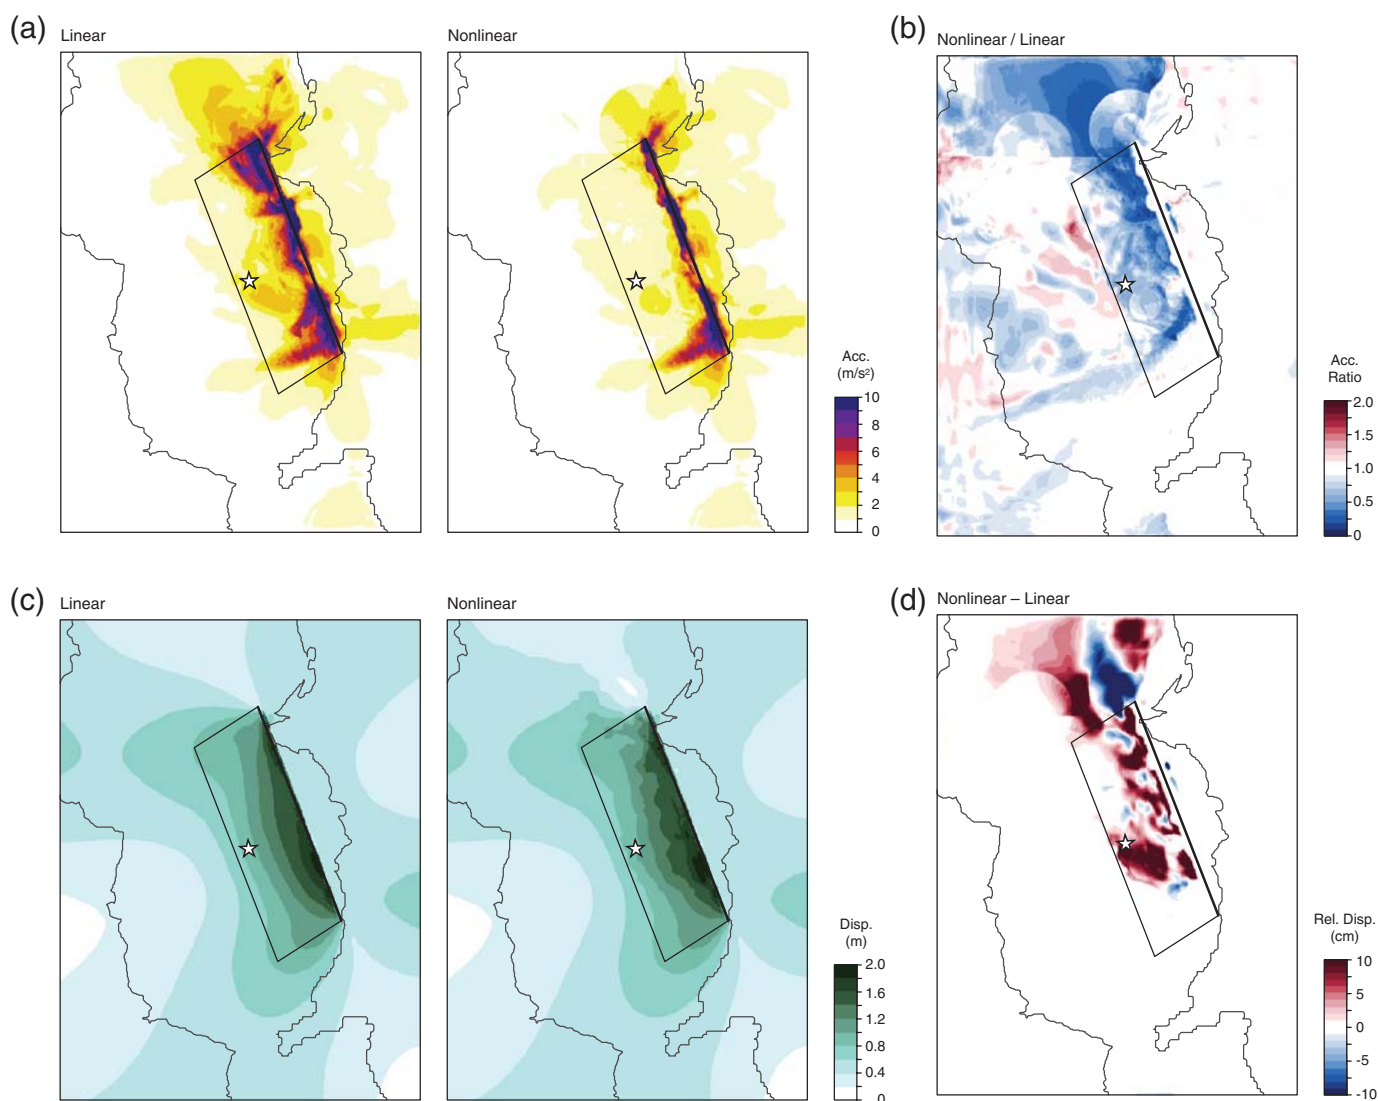 (a)
Linear
Nonlinear
Acc.
(m/s²)
10
8
6
4
2
0
(b)
Nonlinear / Linear
Acc.
Ratio
2.0
1.5
1.0
0.5
0
(c)
Linear
Nonlinear
Disp.
(m)
2.0
1.6
1.2
0.8
0.4
0
(d)
Nonlinear – Linear
Rel. Disp.
(cm)
10
5
0
-5
-10